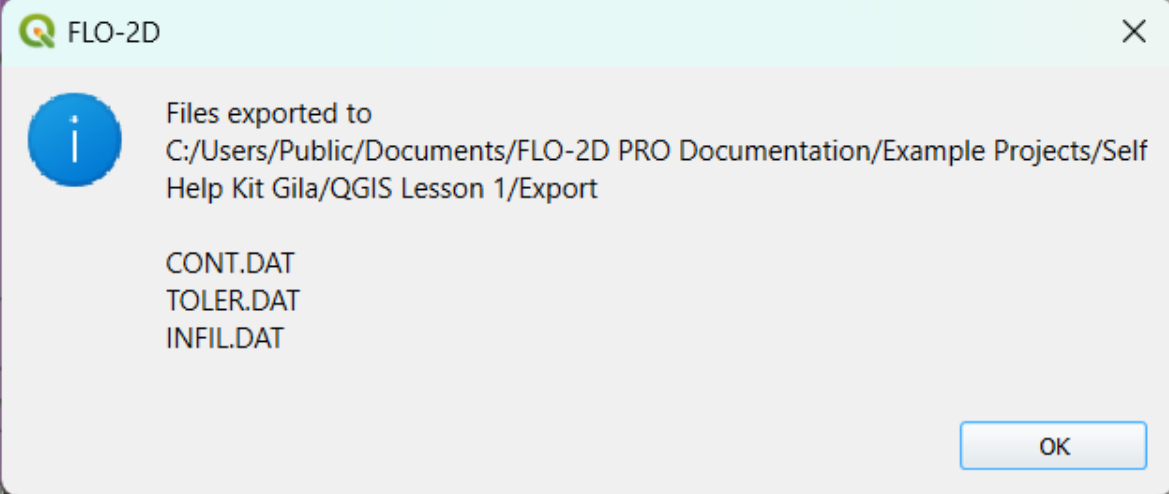 FLO-2D
Files exported to
C:/Users/Public/Documents/FLO-2D PRO Documentation/Example Projects/Self
Help Kit Gila/QGIS Lesson 1/Export
CONT.DAT
TOLER.DAT
INFIL.DAT
OK